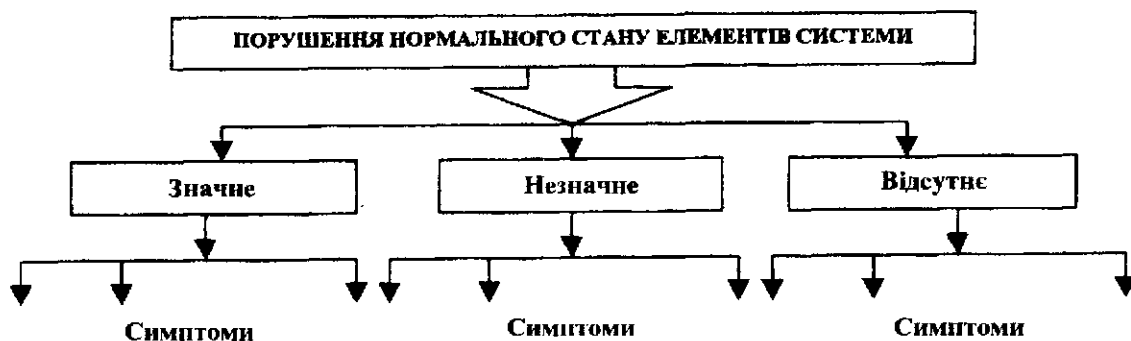 ПОРУШЕННЯ НОРМАЛЬНОГО СТАНУ ЕЛЕМЕНТІВ СИСТЕМИ
Значне
Незначне
Відсутнє
Симптоми
Симптоми
Симптоми